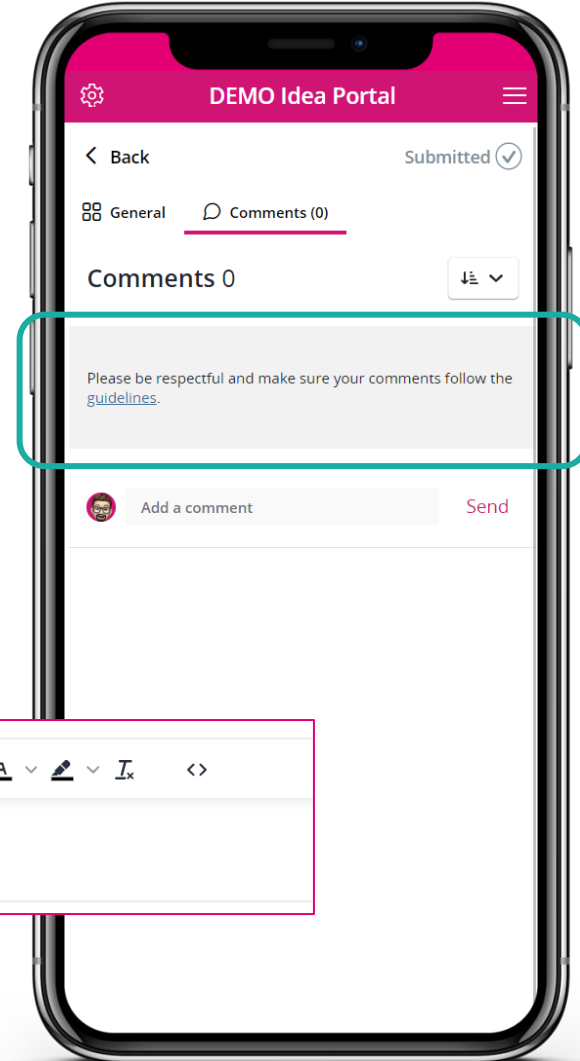 DEMO Idea Portal
Back
Submitted
General
Comments (0)
Comments 0
Please be respectful and make sure your comments follow the
guidelines.
Add a comment
Send
A